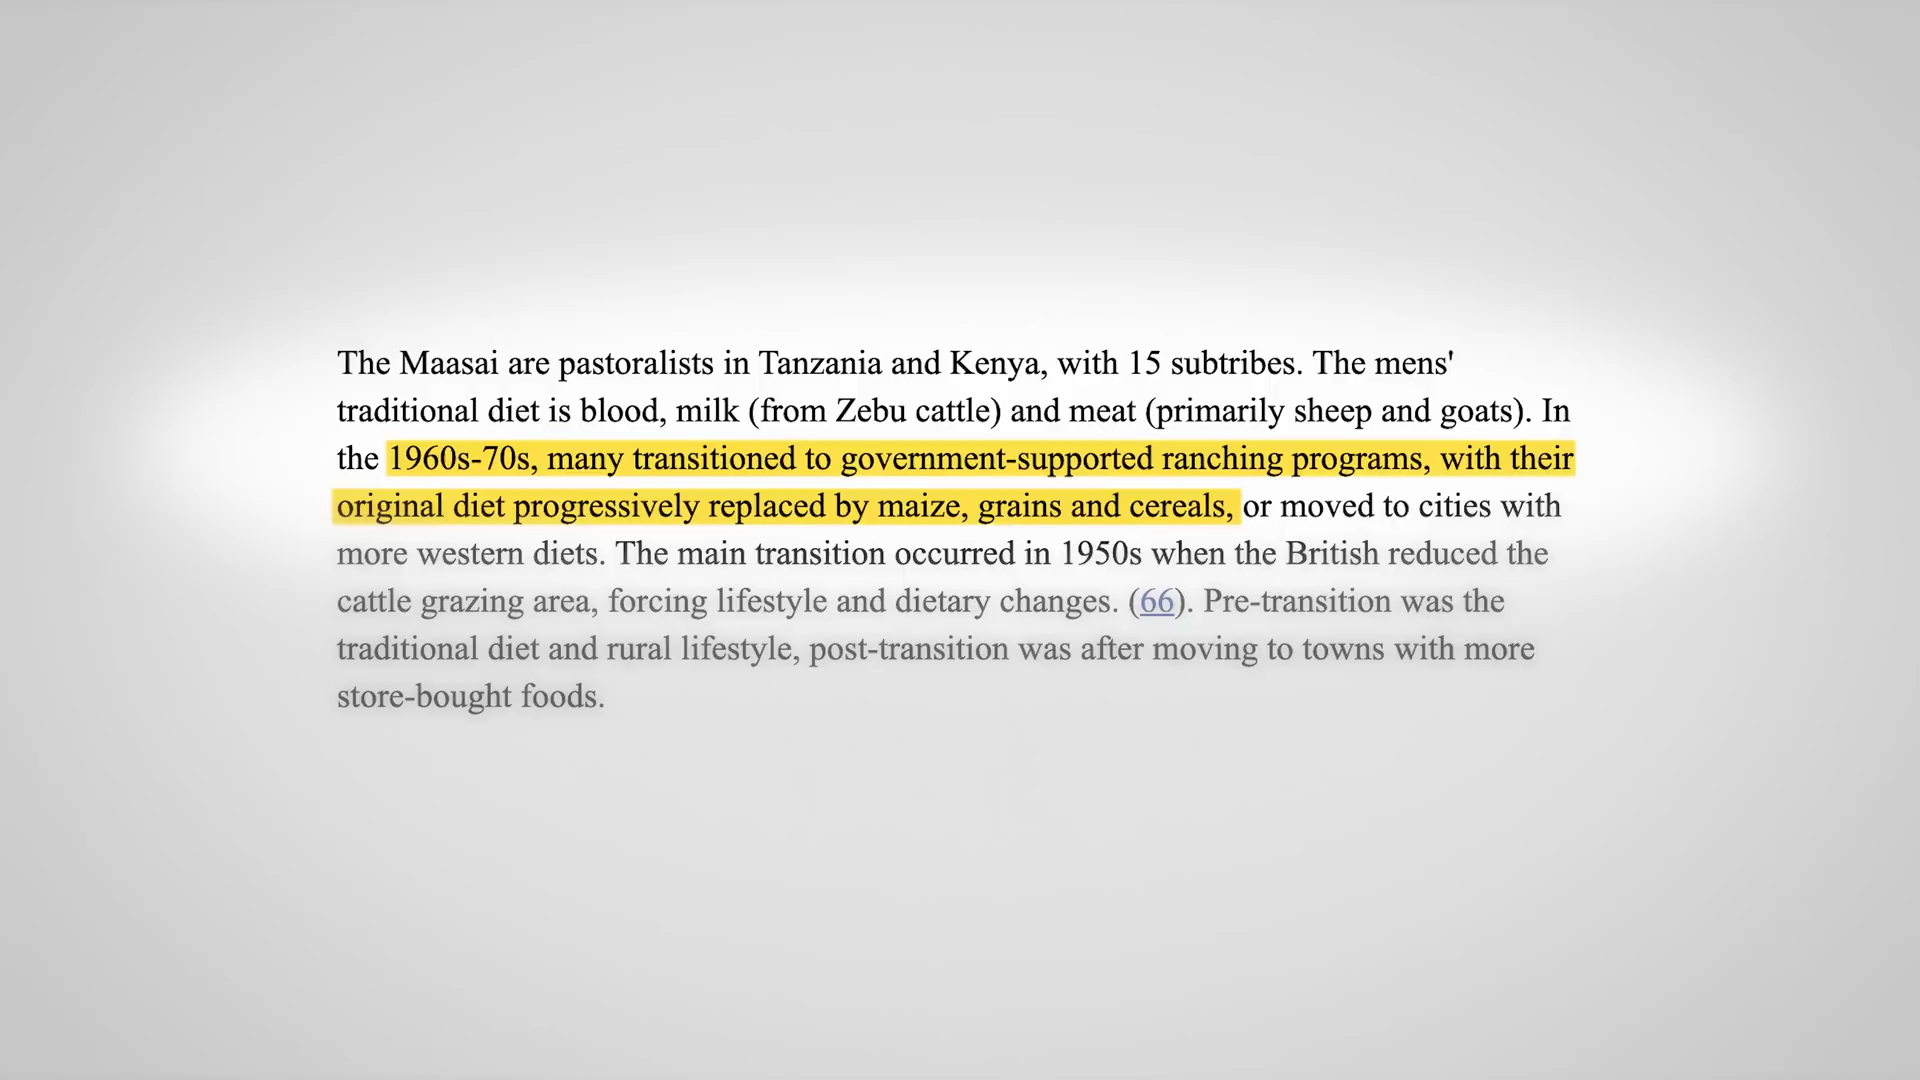 The Maasai are pastoralists in Tanzania and Kenya, with 15 subtribes. The mens'
traditional diet is blood, milk (from Zebu cattle) and meat (primarily sheep and goats). In
the 1960s-70s, many transitioned to government-supported ranching programs, with their
original diet progressively replaced by maize, grains and cereals, or moved to cities with
more western diets. The main transition occurred in 1950s when the British reduced the
cattle grazing area, forcing lifestyle and dietary changes. (66). Pre-transition was the
traditional diet and rural lifestyle, post-transition was after moving to towns with more
store-bought foods.